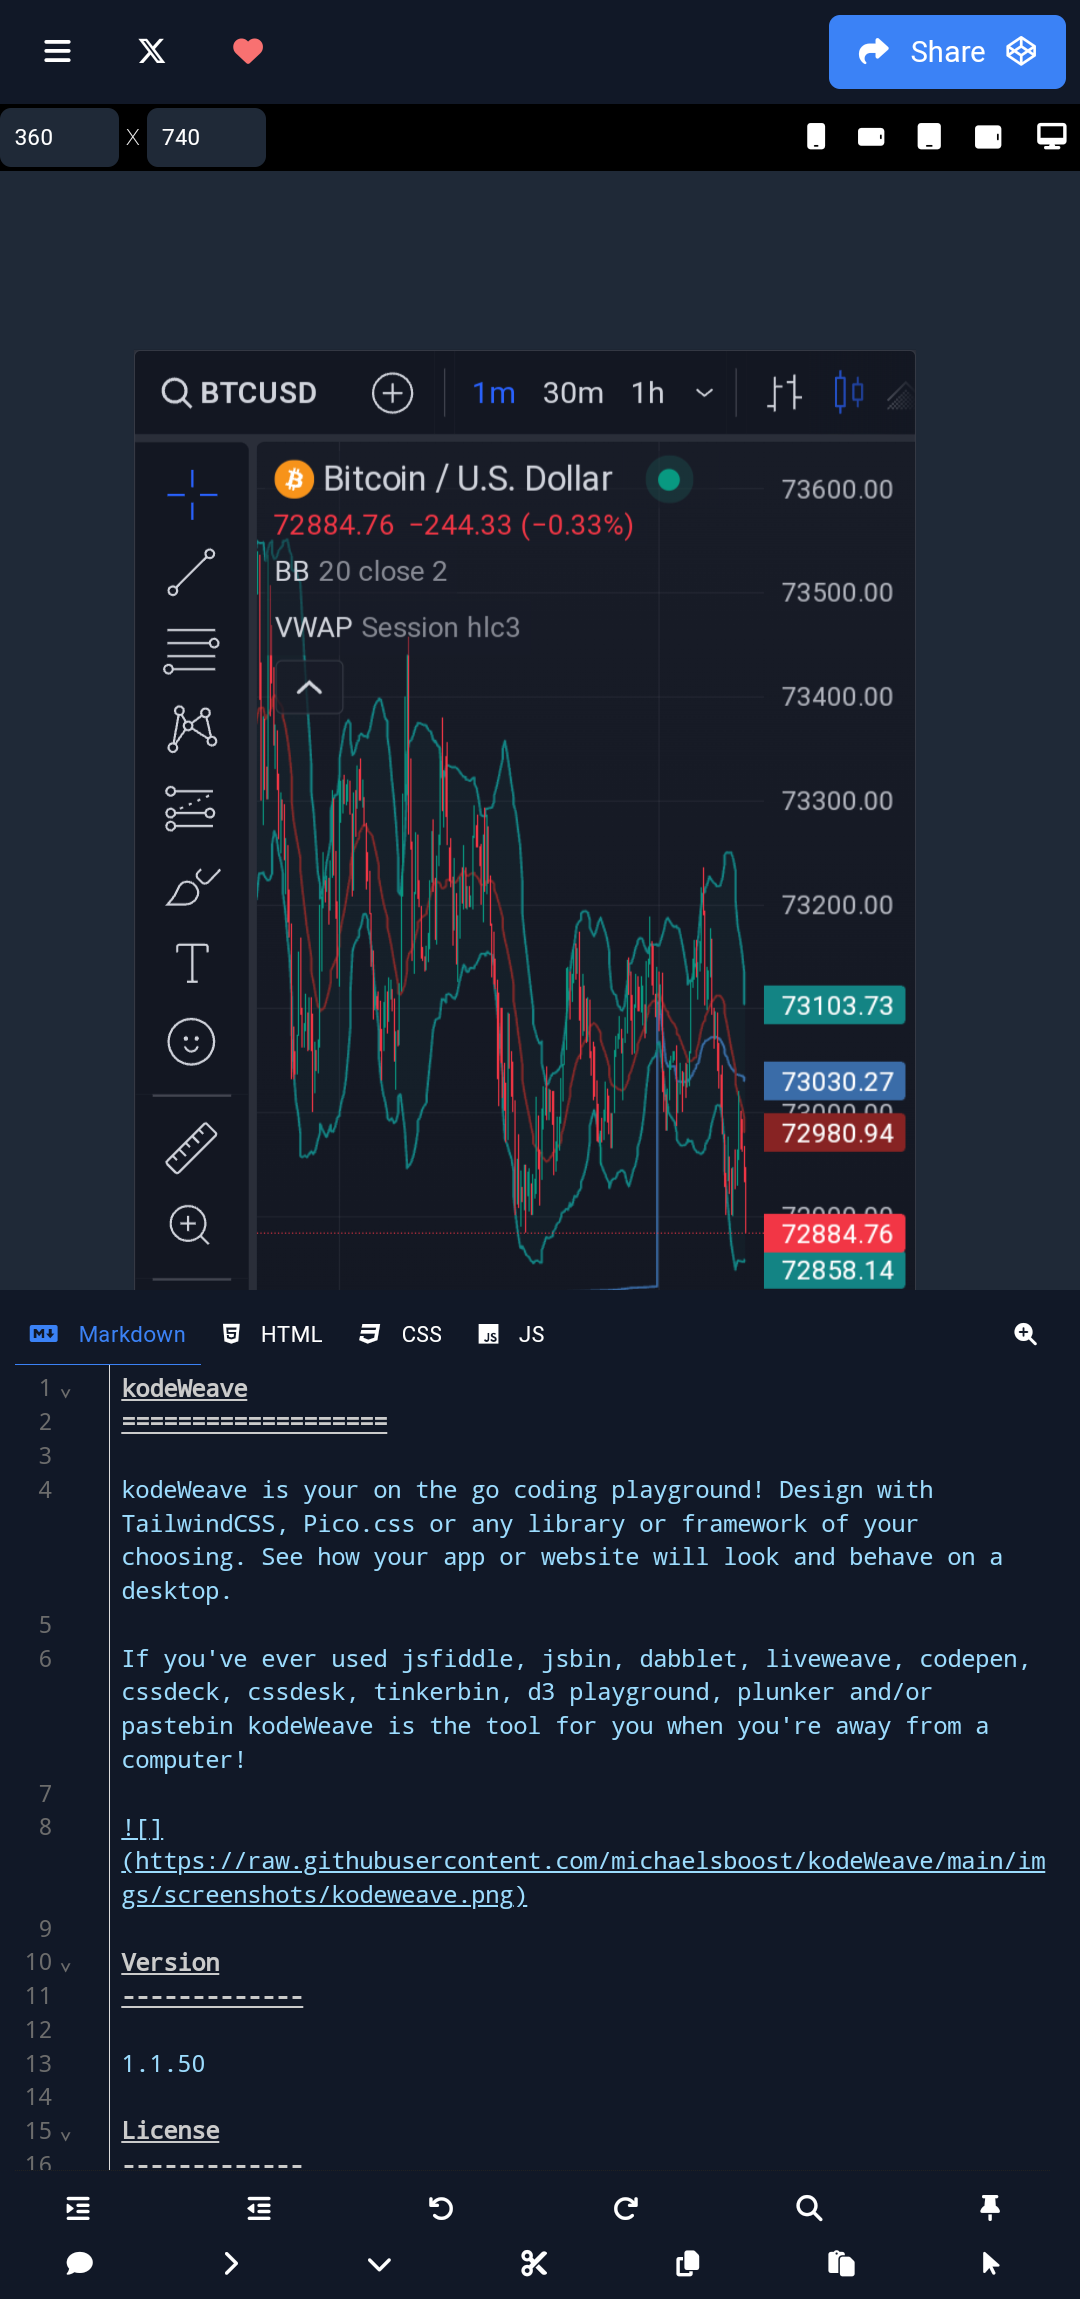 Share
360 X 740
BTCUSD 1m 30m 1h
Bitcoin / U.S. Dollar
72884.76 −244.33 (−0.33%)
BB 20 close 2
VWAP Session hlc3
73600.00
73500.00
73400.00
73300.00
73200.00
73103.73
73030.27
73000.00
72980.94
72900.00
72884.76
72858.14
Markdown HTML CSS JS JS
1 kodeWeave
2 ===================
3
4 kodeWeave is your on the go coding playground! Design with
TailwindCSS, Pico.css or any library or framework of your
choosing. See how your app or website will look and behave on a
desktop.
5
6 If you've ever used jsfiddle, jsbin, dabblet, liveweave, codepen,
cssdeck, cssdesk, tinkerbin, d3 playground, plunker and/or
pastebin kodeWeave is the tool for you when you're away from a
computer!
7
8 ![]
(https://raw.githubusercontent.com/michaelsboost/kodeWeave/main/im
gs/screenshots/kodeweave.png)
9
10 Version
11 -------------
12
13 1.1.50
14
15 License
16 -------------